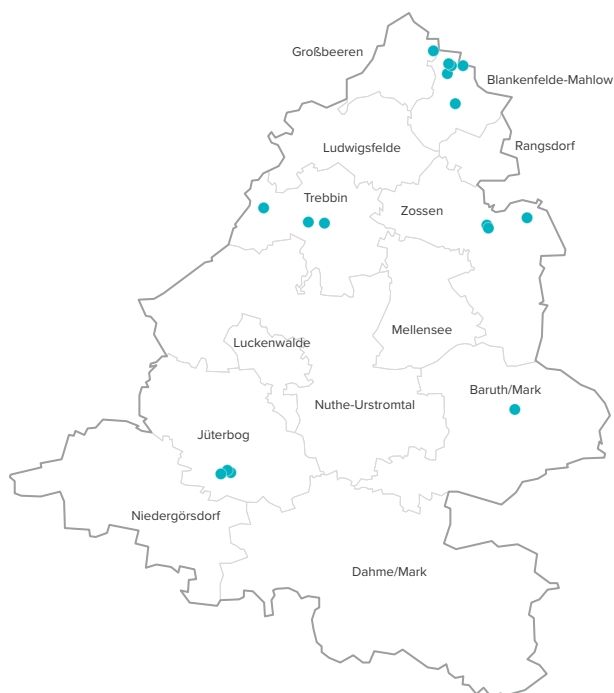 Großbeeren
Blankenfelde-Mahlow
Rangsdorf
Ludwigsfelde
Trebbin
Zossen
Mellensee
Luckenwalde
Baruth/Mark
Nuthe-Urstromtal
Jüterbog
Niedergörsdorf
Dahme/Mark